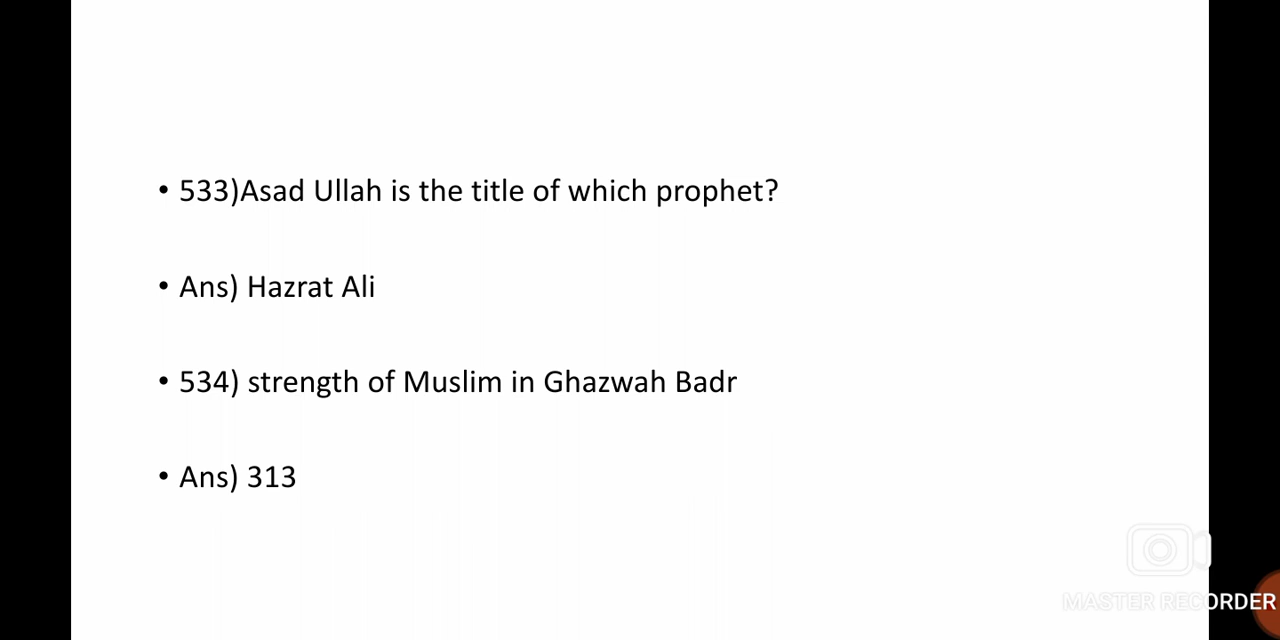 • 533)Asad Ullah is the title of which prophet?
• Ans) Hazrat Ali
• 534) strength of Muslim in Ghazwah Badr
• Ans) 313
MASTER RECORDER